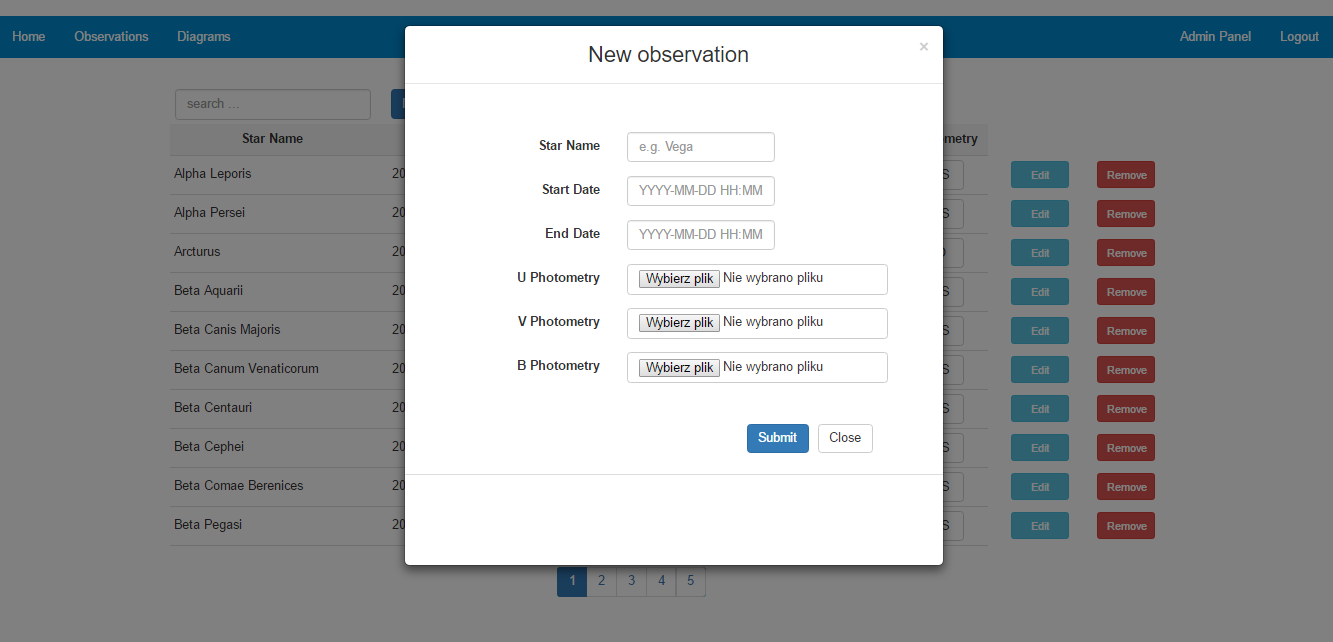 Home Observations Diagrams Admin Panel Logout
New observation ×
search ...
Star Name
Alpha Leporis 20 Edit Remove
Alpha Persei 20 Edit Remove
Arcturus 20 Edit Remove
Beta Aquarii 20 Edit Remove
Beta Canis Majoris 20 Edit Remove
Beta Canum Venaticorum 20 Edit Remove
Beta Centauri 20 Edit Remove
Beta Cephei 20 Edit Remove
Beta Comae Berenices 20 Edit Remove
Beta Pegasi 20 Edit Remove
Star Name e.g. Vega
Start Date YYYY-MM-DD HH:MM
End Date YYYY-MM-DD HH:MM
U Photometry Wybierz plik Nie wybrano pliku
V Photometry Wybierz plik Nie wybrano pliku
B Photometry Wybierz plik Nie wybrano pliku
Submit Close
1 2 3 4 5